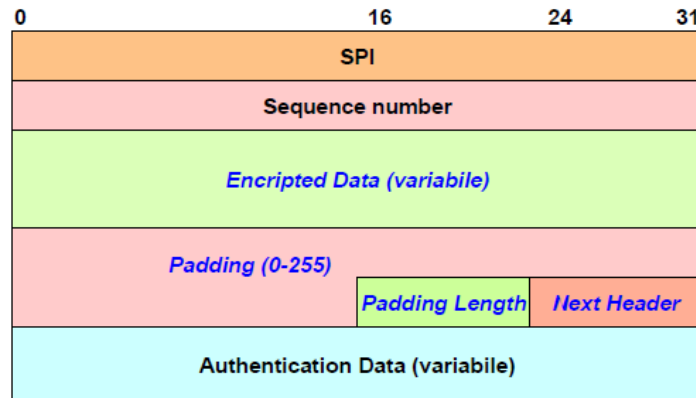 0 16 24 31
SPI
Sequence number
Encripted Data (variabile)
Padding (0-255)
Padding Length Next Header
Authentication Data (variabile)